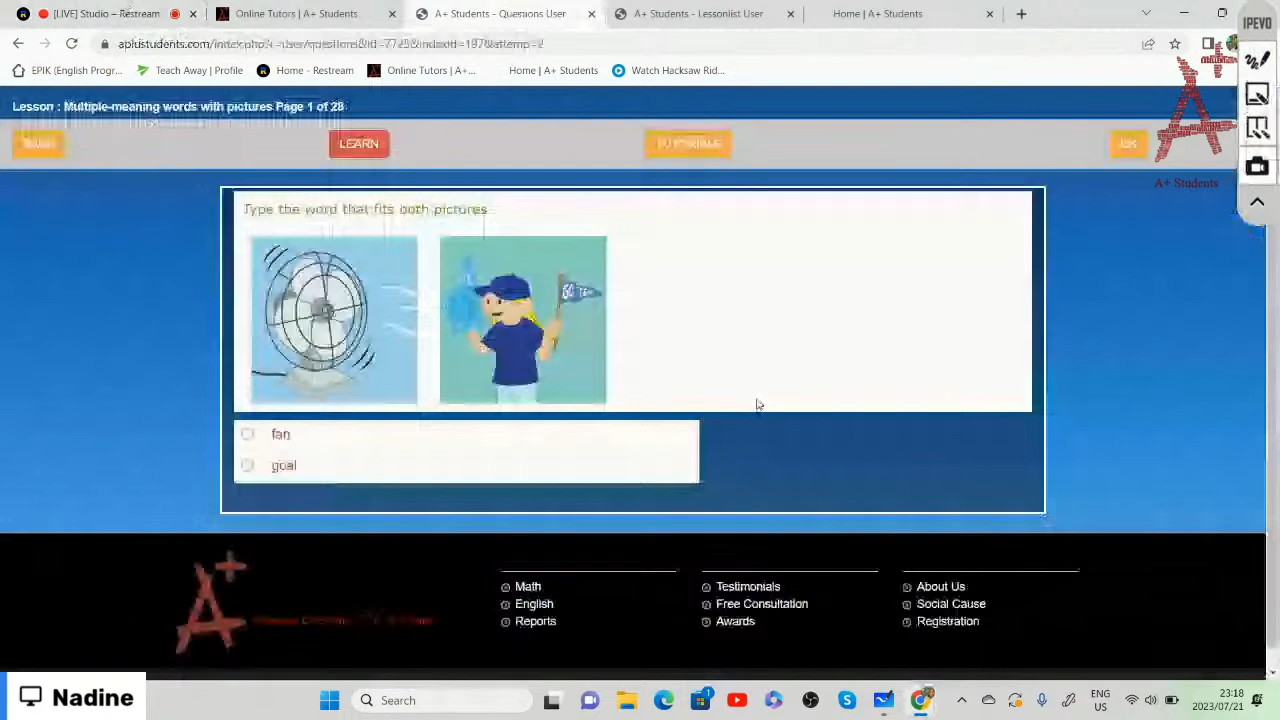 [LIVE] Studio – Restream
Online Tutors | A+ Students
A+ Students - Quesions User
A+ Students - Lessonlist User
Home | A+ Students
IPEVO
EPIK (English Progr...
Teach Away | Profile
Home - Restream
Online Tutors | A+...
Home | A+ Students
Watch Hacksaw Rid...
Lesson : Multiple-meaning words with pictures Page 1 of 28
LEARN
TUTORIALS
A+ Students
Type the word that fits both pictures
GO
fan
goal
Math
English
Reports
Testimonials
Free Consultation
Awards
About Us
Social Cause
Registration
Nadine
Search
ENG
US
23:18
2023/07/21